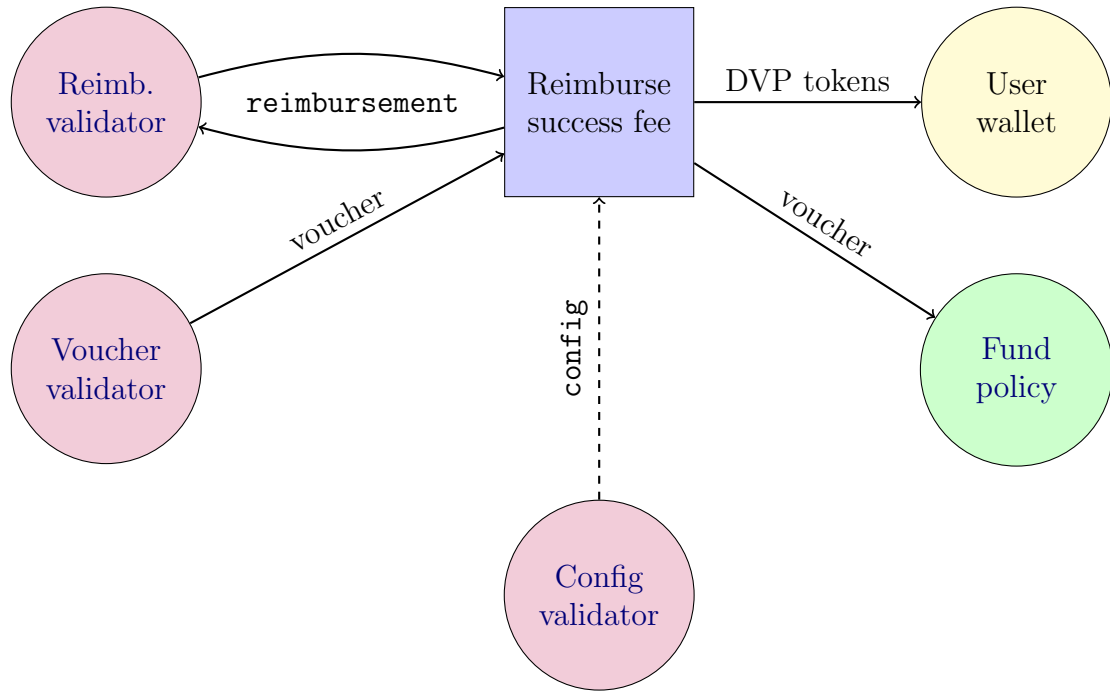 Reimb.
validator
reimbursement
Reimburse
success fee
DVP tokens
User
wallet
voucher
voucher
Voucher
validator
config
Fund
policy
Config
validator